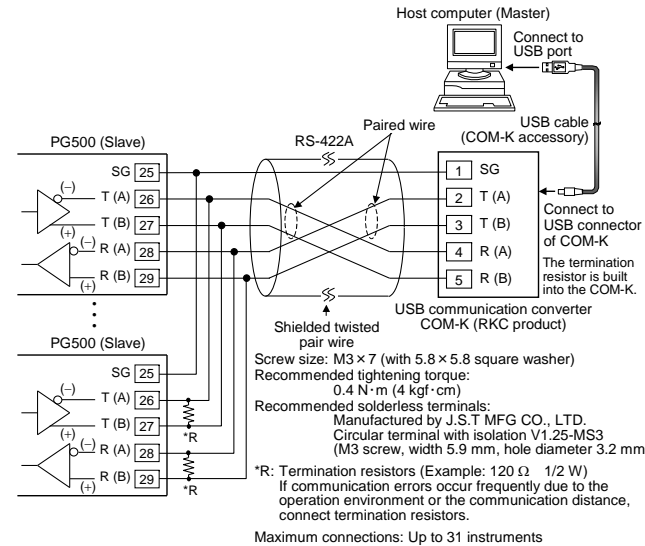 Host computer (Master)
Connect to
USB port
USB cable
(COM-K accessory)
Paired wire
RS-422A
PG500 (Slave)
SG 25
(–)
T (A) 26
T (B) 27
(+)
(–)
R (A) 28
R (B) 29
(+)
1 SG
2 T (A)
3 T (B)
4 R (A)
5 R (B)
Connect to
USB connector
of COM-K
The termination
resistor is built
into the COM-K.
USB communication converter
COM-K (RKC product)
Shielded twisted
pair wire
PG500 (Slave)
SG 25
(–)
T (A) 26
T (B) 27
(+)
(–)
R (A) 28
R (B) 29
(+)
*R
*R
Screw size: M3 × 7 (with 5.8 × 5.8 square washer)
Recommended tightening torque:
0.4 N·m (4 kgf·cm)
Recommended solderless terminals:
Manufactured by J.S.T MFG CO., LTD.
Circular terminal with isolation V1.25-MS3
(M3 screw, width 5.9 mm, hole diameter 3.2 mm
*R: Termination resistors (Example: 120 Ω 1/2 W)
If communication errors occur frequently due to the
operation environment or the communication distance,
connect termination resistors.
Maximum connections: Up to 31 instruments